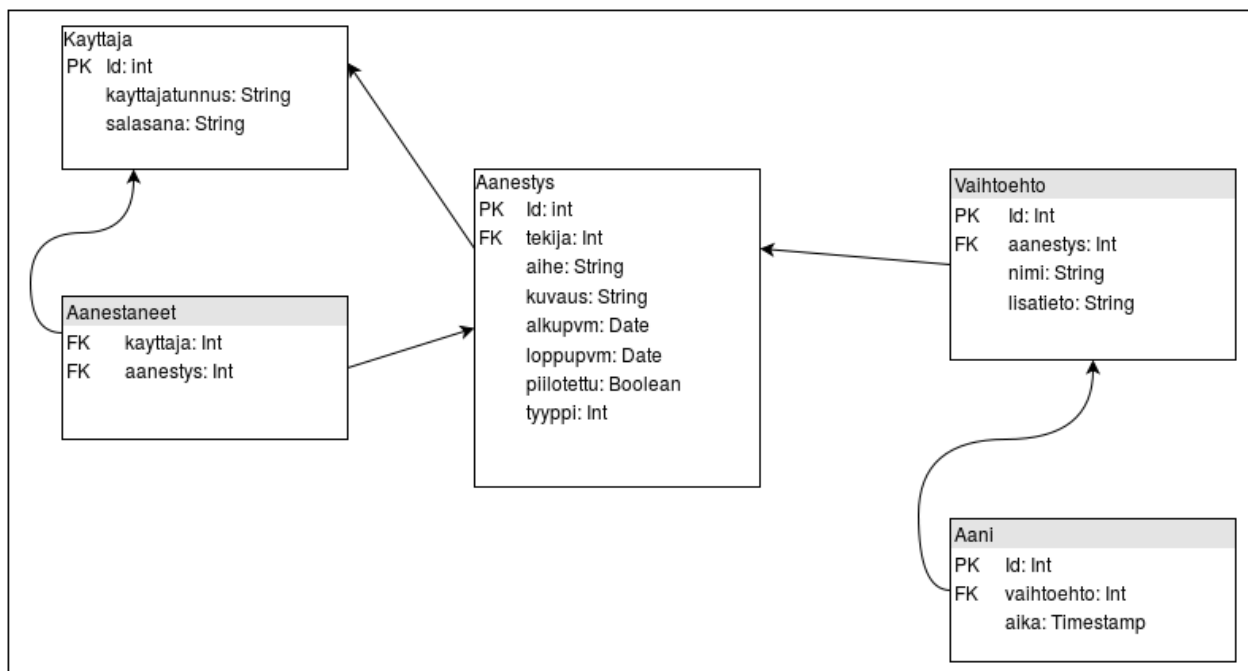 Kayttaja
PK Id: int
kayttajatunnus: String
salasana: String
Aanestaneet
FK kayttaja: Int
FK aanestys: Int
Aanestys
PK Id: int
FK tekija: Int
aihe: String
kuvaus: String
alkupvm: Date
loppupvm: Date
piilotettu: Boolean
tyyppi: Int
Vaihtoehto
PK Id: Int
FK aanestys: Int
nimi: String
lisatieto: String
Aani
PK Id: Int
FK vaihtoehto: Int
aika: Timestamp